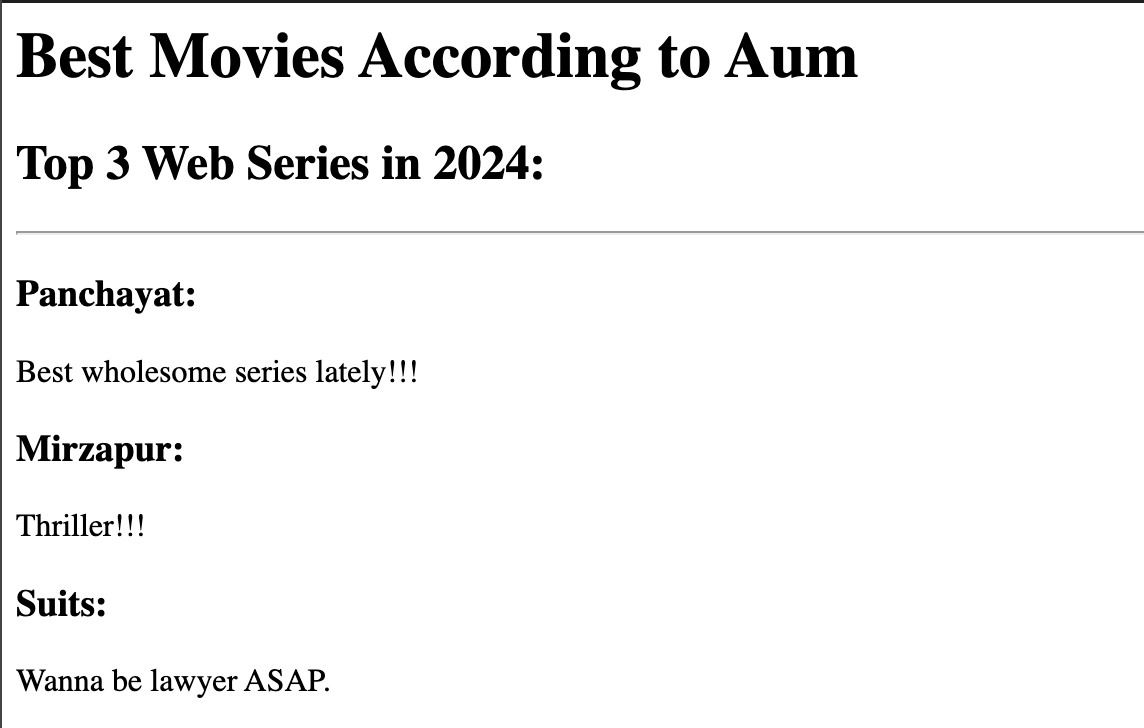 Best Movies According to Aum
Top 3 Web Series in 2024:
Panchayat:
Best wholesome series lately!!!
Mirzapur:
Thriller!!!
Suits:
Wanna be lawyer ASAP.